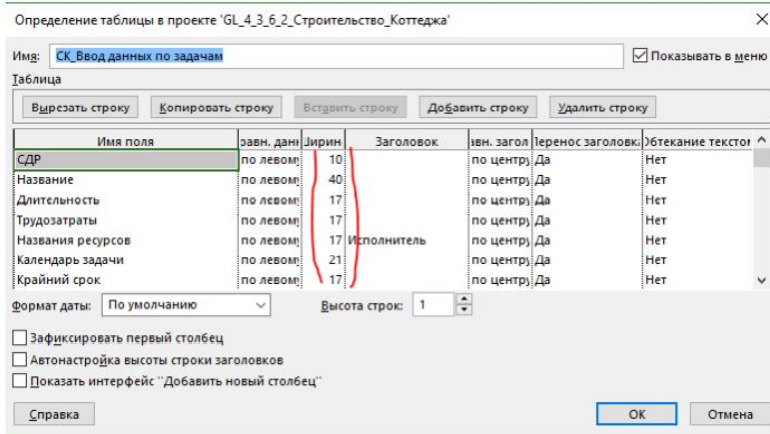 Определение таблицы в проекте 'GL_4_3_6_2_Строительство_Коттеджа'
Имя: СК_Ввод данных по задачам Показывать в меню
Таблица
Вырезать строку Копировать строку Вставить строку Добавить строку Удалить строку
Имя поля равн. данн Ширин Заголовок авн. загол Перенос заголовка Обтекание текстом
СДР по левому 10 по центру Да Нет
Название по левому 40 по центру Да Нет
Длительность по левому 17 по центру Да Нет
Трудозатраты по левому 17 по центру Да Нет
Названия ресурсов по левому 17 Исполнитель по центру Да Нет
Календарь задачи по левому 21 по центру Да Нет
Крайний срок по левому 17 по центру Да Нет
Формат даты: По умолчанию Высота строк: 1
Зафиксировать первый столбец
Автонастройка высоты строки заголовков
Показать интерфейс "Добавить новый столбец"
Справка ОК Отмена